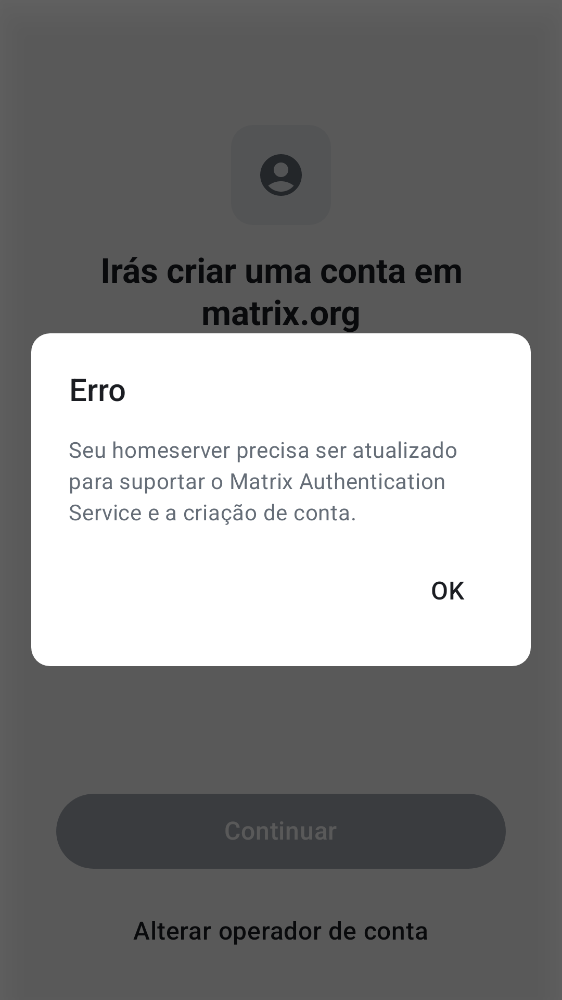 Irás criar uma conta em
matrix.org
Erro
Seu homeserver precisa ser atualizado
para suportar o Matrix Authentication
Service e a criação de conta.
OK
Continuar
Alterar operador de conta